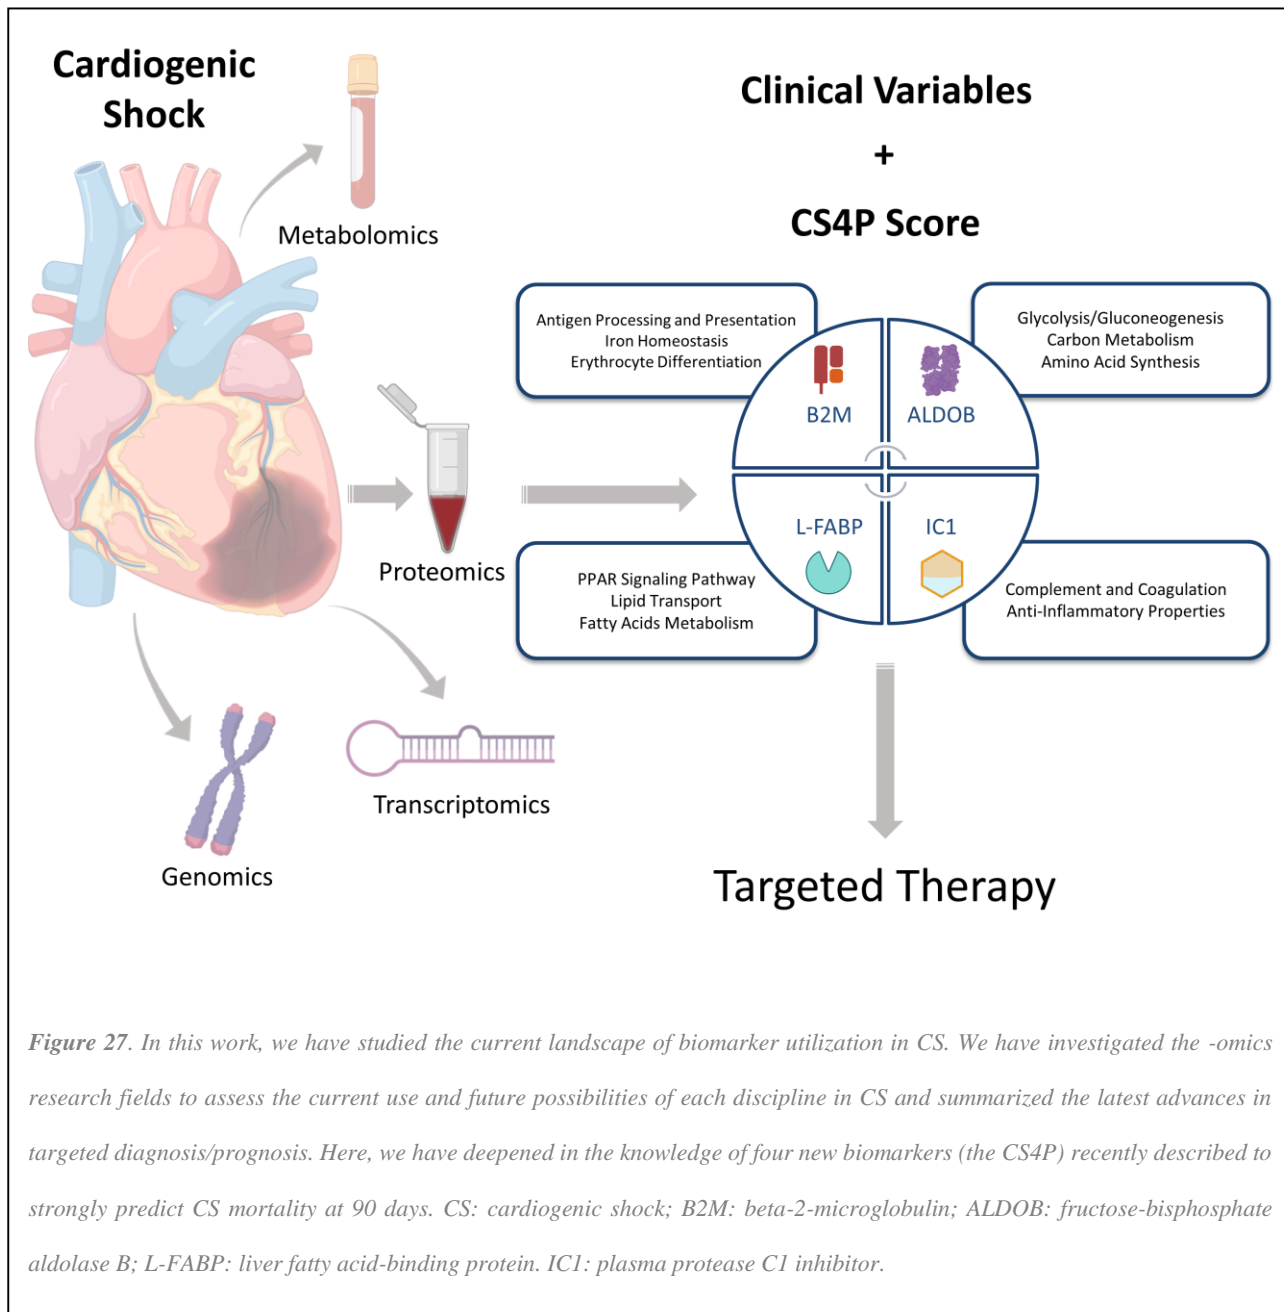 Cardiogenic
Shock
Metabolomics
Proteomics
Transcriptomics
Genomics
Clinical Variables
+
CS4P Score
Antigen Processing and Presentation
Iron Homeostasis
Erythrocyte Differentiation
B2M
ALDOB
Glycolysis/Gluconeogenesis
Carbon Metabolism
Amino Acid Synthesis
PPAR Signaling Pathway
Lipid Transport
Fatty Acids Metabolism
L-FABP
IC1
Complement and Coagulation
Anti-Inflammatory Properties
Targeted Therapy
Figure 27. In this work, we have studied the current landscape of biomarker utilization in CS. We have investigated the -omics
research fields to assess the current use and future possibilities of each discipline in CS and summarized the latest advances in
targeted diagnosis/prognosis. Here, we have deepened in the knowledge of four new biomarkers (the CS4P) recently described to
strongly predict CS mortality at 90 days. CS: cardiogenic shock; B2M: beta-2-microglobulin; ALDOB: fructose-bisphosphate
aldolase B; L-FABP: liver fatty acid-binding protein. IC1: plasma protease C1 inhibitor.